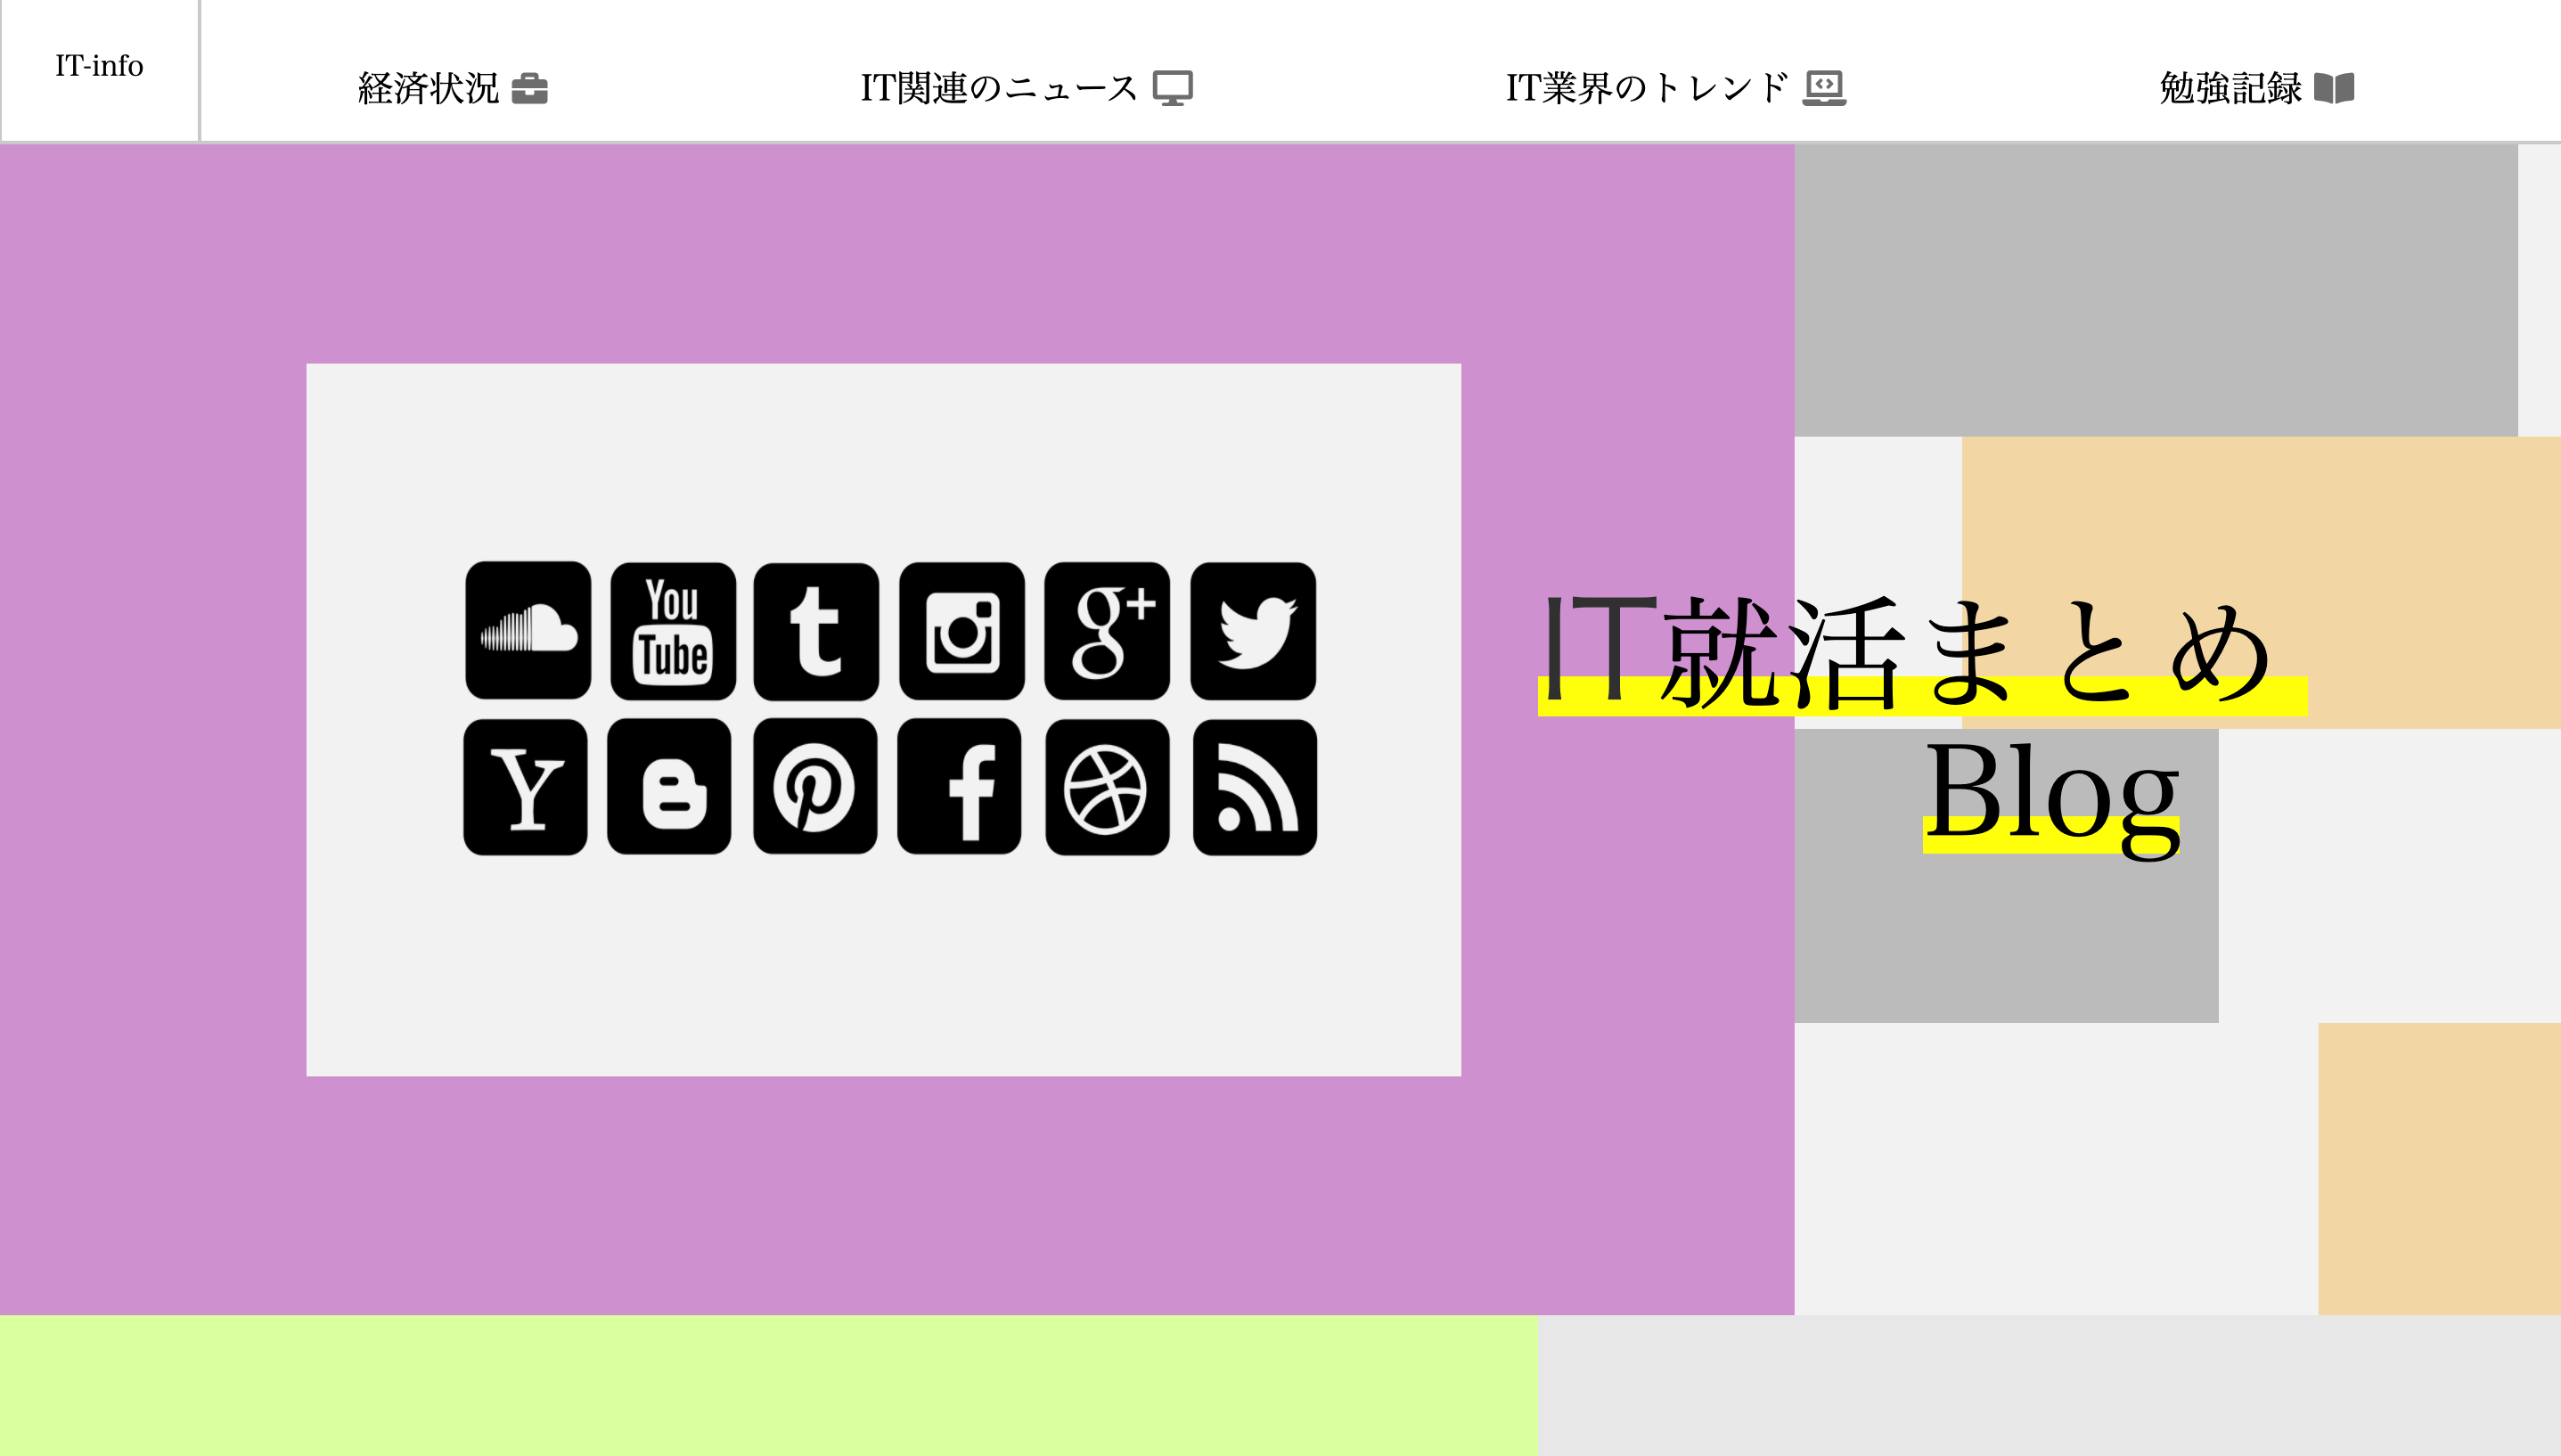 IT-info
経済状況
IT関連のニュース
IT業界のトレンド
勉強記録
You
Tube
t
g+
Y
B
P
f
IT就活まとめ
Blog